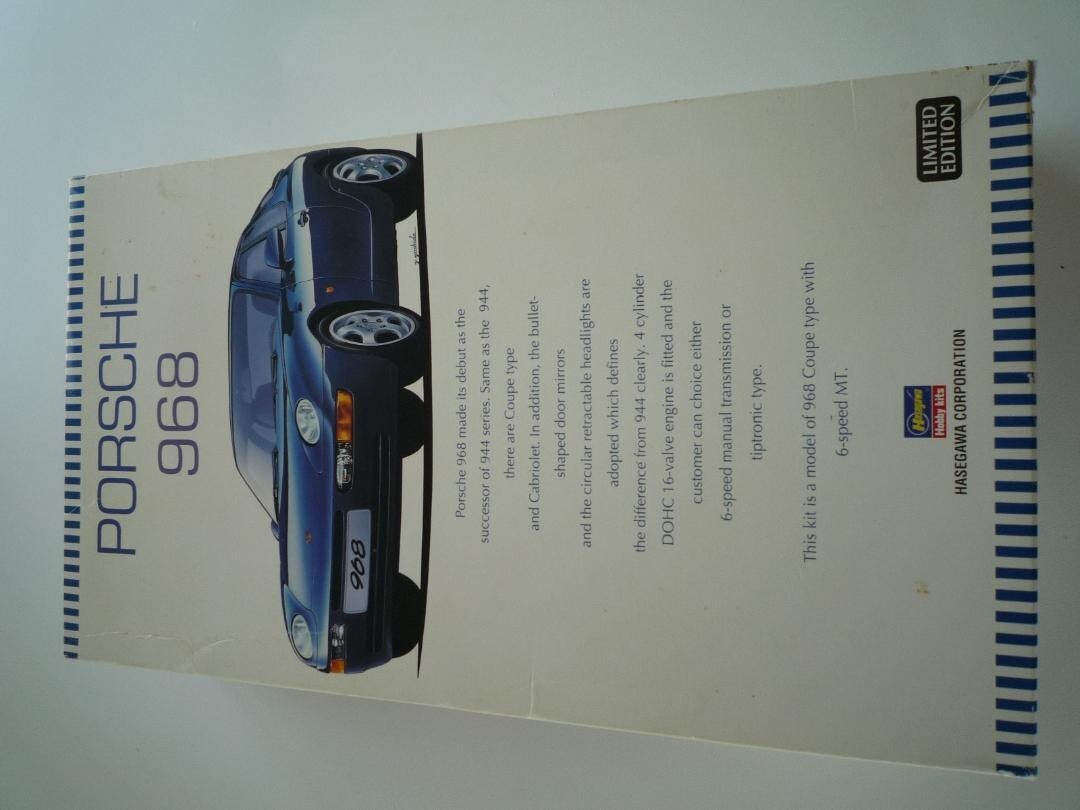 PORSCHE
968
968
Porsche 968 made its debut as the
successor of 944 series. Same as the 944,
there are Coupe type
and Cabriolet. In addition, the bullet-
shaped door mirrors
and the circular retractable headlights are
adopted which defines
the difference from 944 clearly. 4 cylinder
DOHC 16-valve engine is fitted and the
customer can choice either
6-speed manual transmission or
tiptronic type.
This kit is a model of 968 Coupe type with
6-speed MT.
Hasegawa
Hobby kits
HASEGAWA CORPORATION
LIMITED
EDITION